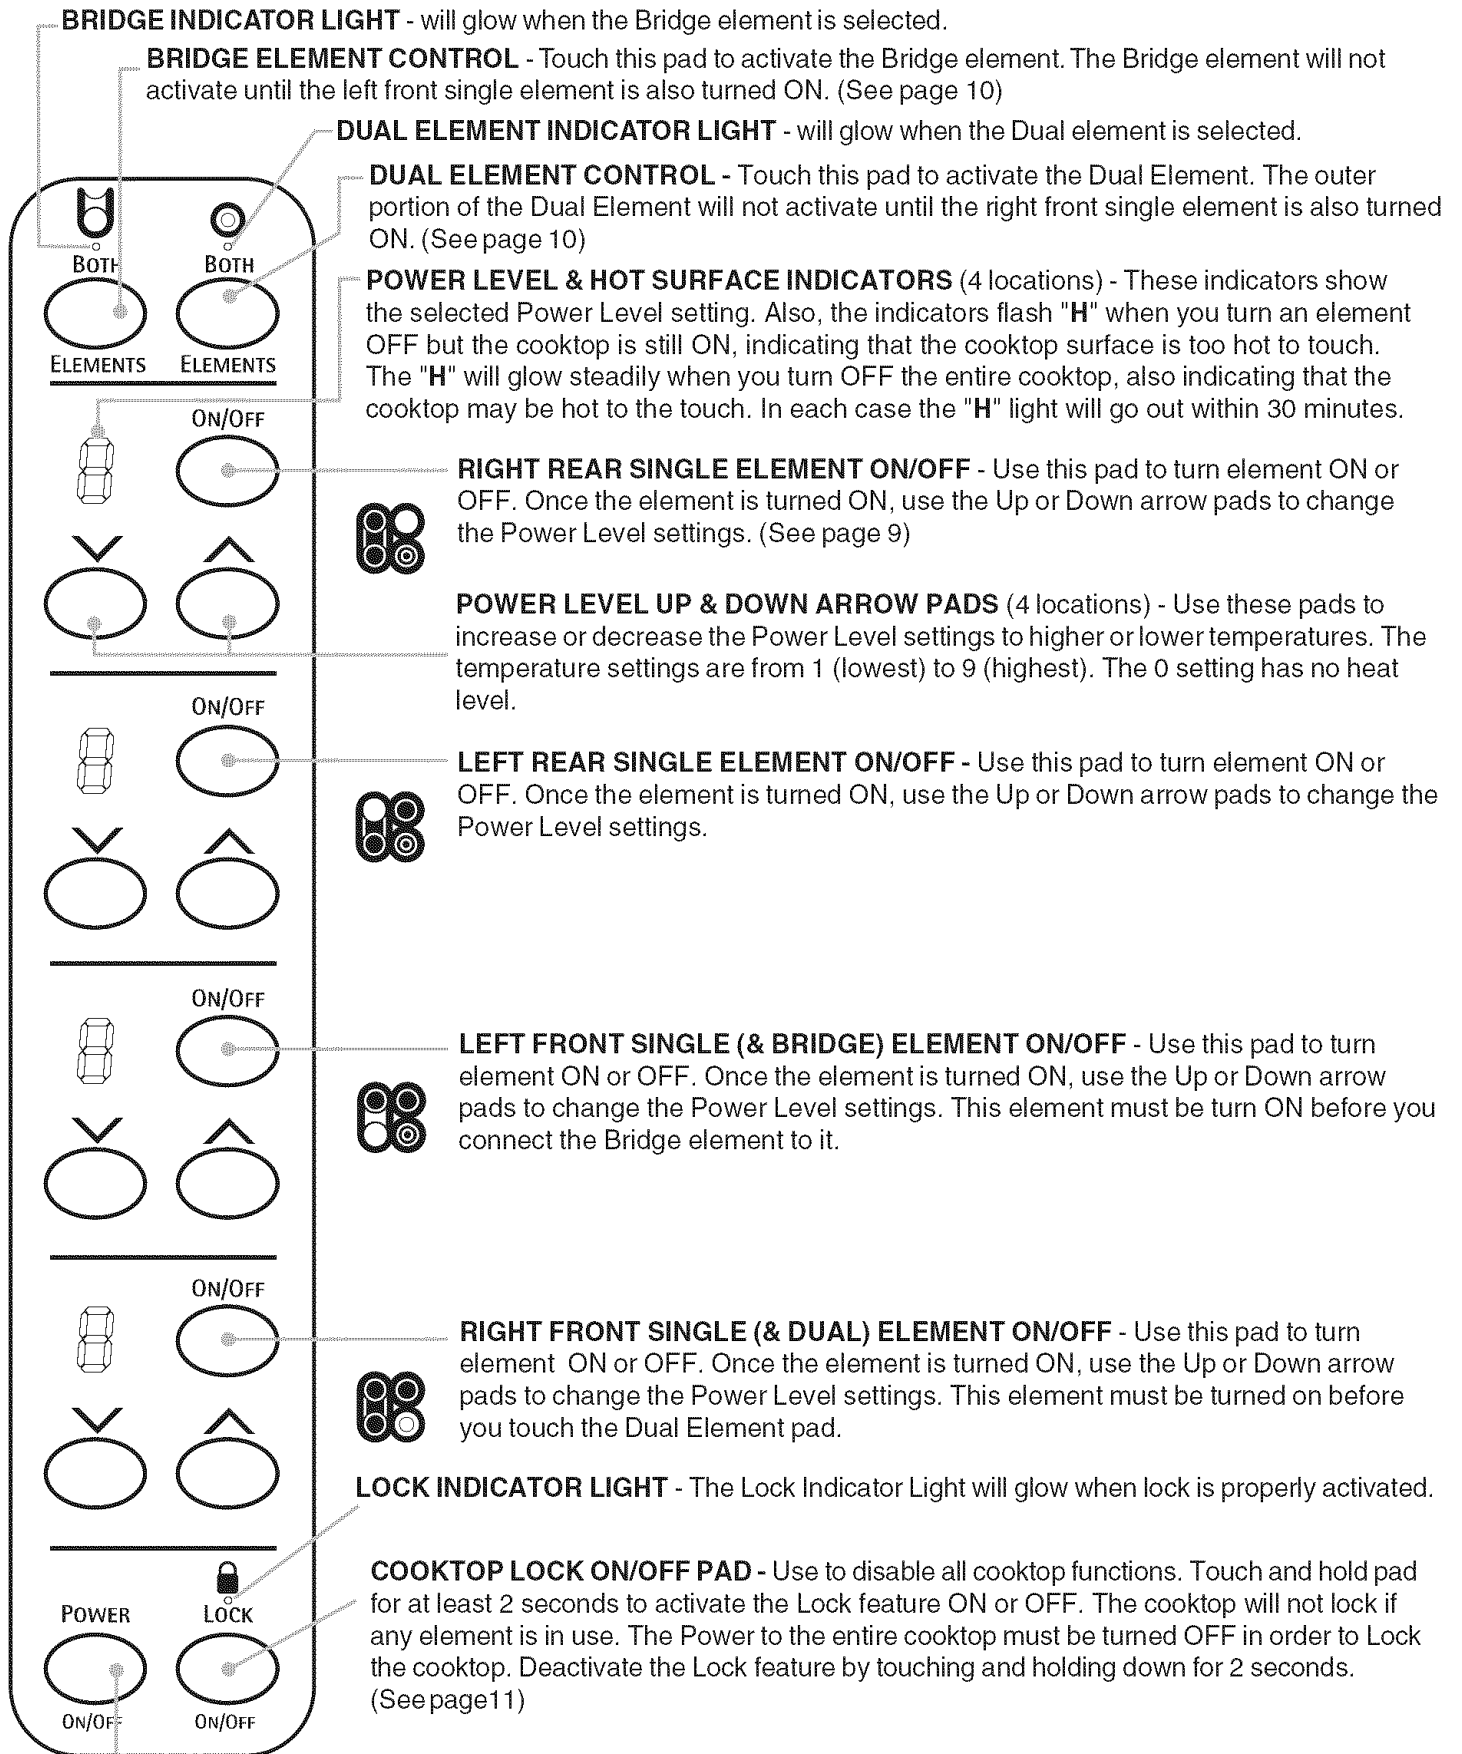 BRIDGE INDICATOR LIGHT - will glow when the Bridge element is selected.
BRIDGE ELEMENT CONTROL - Touch this pad to activate the Bridge element. The Bridge element will not
activate until the left front single element is also turned ON. (See page 10)
DUAL ELEMENT INDICATOR LIGHT - will glow when the Dual element is selected.
DUAL ELEMENT CONTROL - Touch this pad to activate the Dual Element. The outer
portion of the Dual Element will not activate until the right front single element is also turned
ON. (See page 10)
BOTH BOTH
ELEMENTS ELEMENTS
POWER LEVEL & HOT SURFACE INDICATORS (4 locations) - These indicators show
the selected Power Level setting. Also, the indicators flash "H" when you turn an element
OFF but the cooktop is still ON, indicating that the cooktop surface is too hot to touch.
The "H" will glow steadily when you turn OFF the entire cooktop, also indicating that the
cooktop may be hot to the touch. In each case the "H" light will go out within 30 minutes.
ON/OFF
RIGHT REAR SINGLE ELEMENT ON/OFF - Use this pad to turn element ON or
OFF. Once the element is turned ON, use the Up or Down arrow pads to change
the Power Level settings. (See page 9)
POWER LEVEL UP & DOWN ARROW PADS (4 locations) - Use these pads to
increase or decrease the Power Level settings to higher or lower temperatures. The
temperature settings are from 1 (lowest) to 9 (highest). The 0 setting has no heat
level.
ON/OFF
LEFT REAR SINGLE ELEMENT ON/OFF - Use this pad to turn element ON or
OFF. Once the element is turned ON, use the Up or Down arrow pads to change the
Power Level settings.
ON/OFF
LEFT FRONT SINGLE (& BRIDGE) ELEMENT ON/OFF - Use this pad to turn
element ON or OFF. Once the element is turned ON, use the Up or Down arrow
pads to change the Power Level settings. This element must be turn ON before you
connect the Bridge element to it.
ON/OFF
RIGHT FRONT SINGLE (& DUAL) ELEMENT ON/OFF - Use this pad to turn
element ON or OFF. Once the element is turned ON, use the Up or Down arrow
pads to change the Power Level settings. This element must be turned on before
you touch the Dual Element pad.
LOCK INDICATOR LIGHT - The Lock Indicator Light will glow when lock is properly activated.
COOKTOP LOCK ON/OFF PAD - Use to disable all cooktop functions. Touch and hold pad
for at least 2 seconds to activate the Lock feature ON or OFF. The cooktop will not lock if
any element is in use. The Power to the entire cooktop must be turned OFF in order to Lock
the cooktop. Deactivate the Lock feature by touching and holding down for 2 seconds.
(See page11)
POWER LOCK
ON/OFF ON/OFF